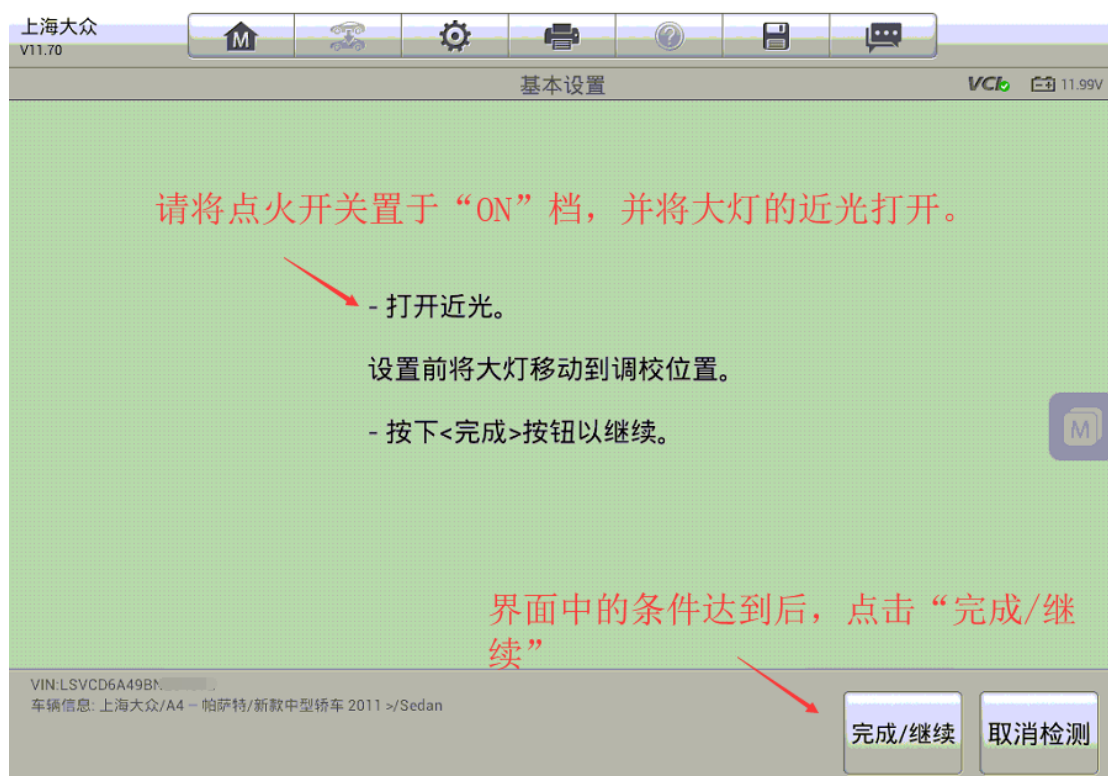 上海大众
V11.70
M
?
基本设置
VCI
11.99V
请将点火开关置于“ON”档，并将大灯的近光打开。
- 打开近光。
设置前将大灯移动到调校位置。
- 按下<完成>按钮以继续。
M
界面中的条件达到后，点击“完成/继
续”
VIN:LSVCD6A49BN
车辆信息: 上海大众/A4 – 帕萨特/新款中型轿车 2011 >/Sedan
完成/继续
取消检测